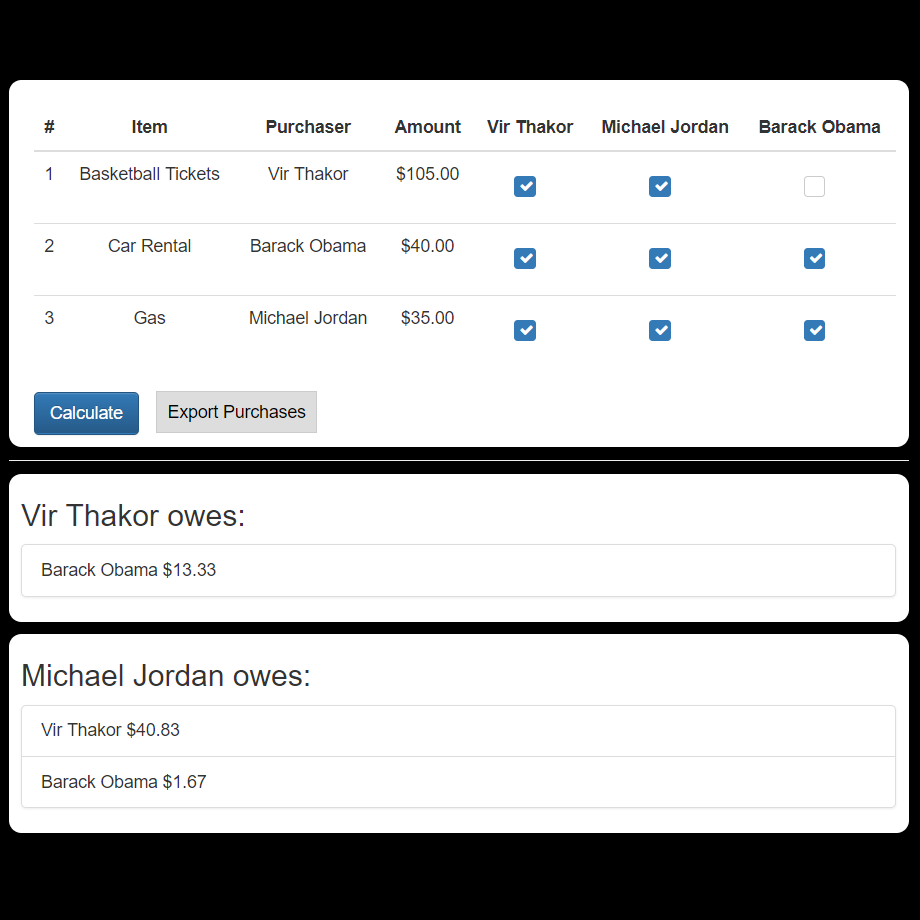 # Item Purchaser Amount Vir Thakor Michael Jordan Barack Obama
1 Basketball Tickets Vir Thakor $105.00
2 Car Rental Barack Obama $40.00
3 Gas Michael Jordan $35.00
Calculate Export Purchases
Vir Thakor owes:
Barack Obama $13.33
Michael Jordan owes:
Vir Thakor $40.83
Barack Obama $1.67